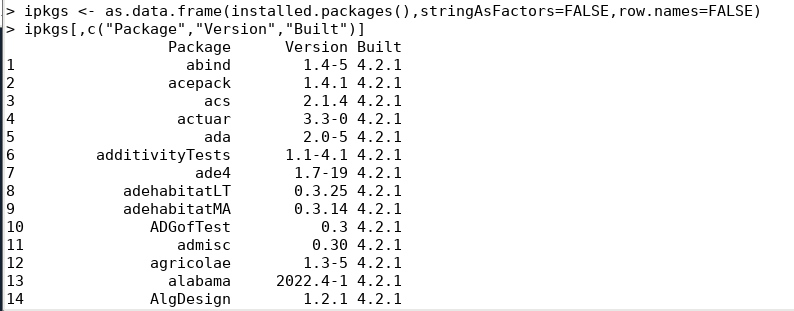 > ipkgs <- as.data.frame(installed.packages(),stringAsFactors=FALSE,row.names=FALSE)
> ipkgs[,c("Package","Version","Built")]
Package Version Built
1 abind 1.4-5 4.2.1
2 acepack 1.4.1 4.2.1
3 acs 2.1.4 4.2.1
4 actuar 3.3-0 4.2.1
5 ada 2.0-5 4.2.1
6 additivityTests 1.1-4.1 4.2.1
7 ade4 1.7-19 4.2.1
8 adehabitatLT 0.3.25 4.2.1
9 adehabitatMA 0.3.14 4.2.1
10 ADGofTest 0.3 4.2.1
11 admisc 0.30 4.2.1
12 agricolae 1.3-5 4.2.1
13 alabama 2022.4-1 4.2.1
14 AlgDesign 1.2.1 4.2.1